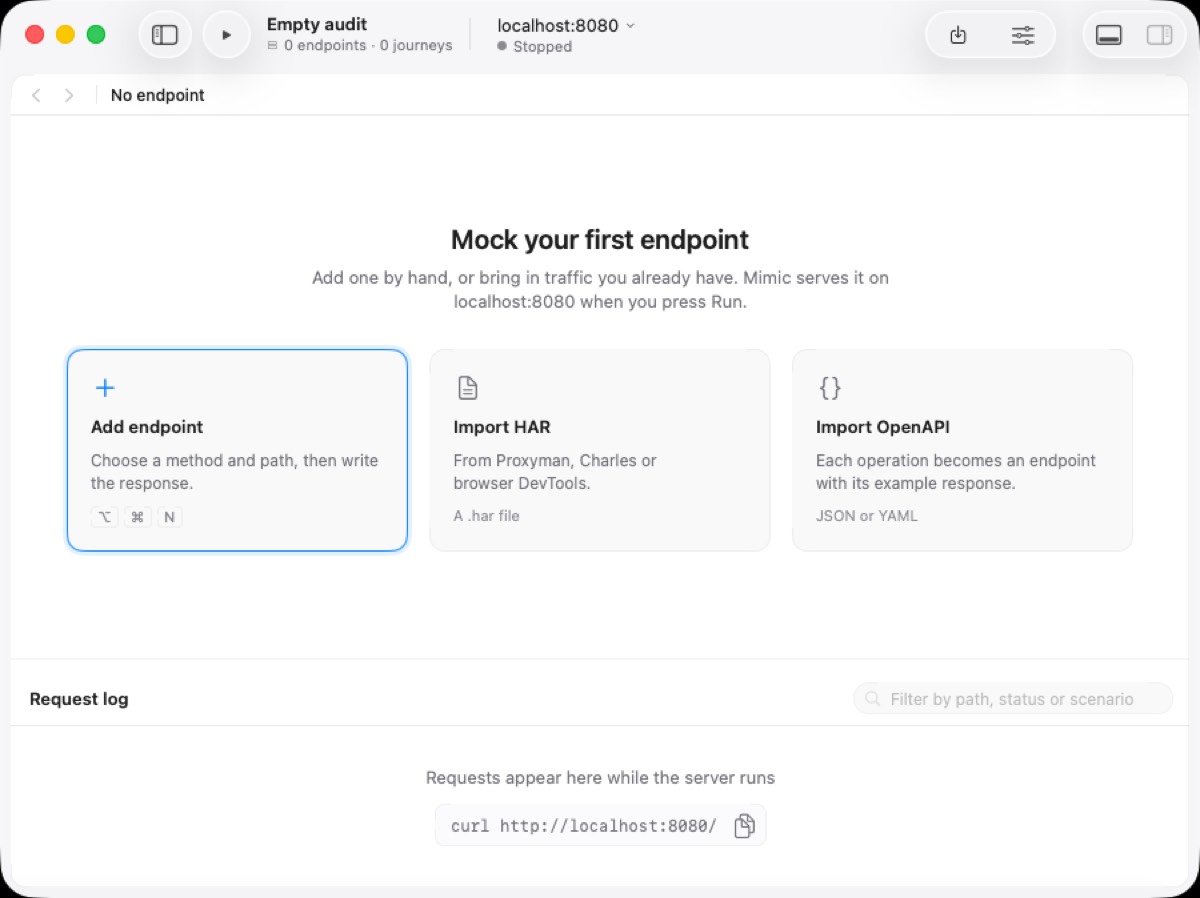 Empty audit
0 endpoints · 0 journeys
localhost:8080
Stopped
No endpoint
Mock your first endpoint
Add one by hand, or bring in traffic you already have. Mimic serves it on
localhost:8080 when you press Run.
Add endpoint
Choose a method and path, then write
the response.
⌥ ⌘ N
Import HAR
From Proxyman, Charles or
browser DevTools.
A .har file
{}
Import OpenAPI
Each operation becomes an endpoint
with its example response.
JSON or YAML
Request log
Filter by path, status or scenario
Requests appear here while the server runs
curl http://localhost:8080/